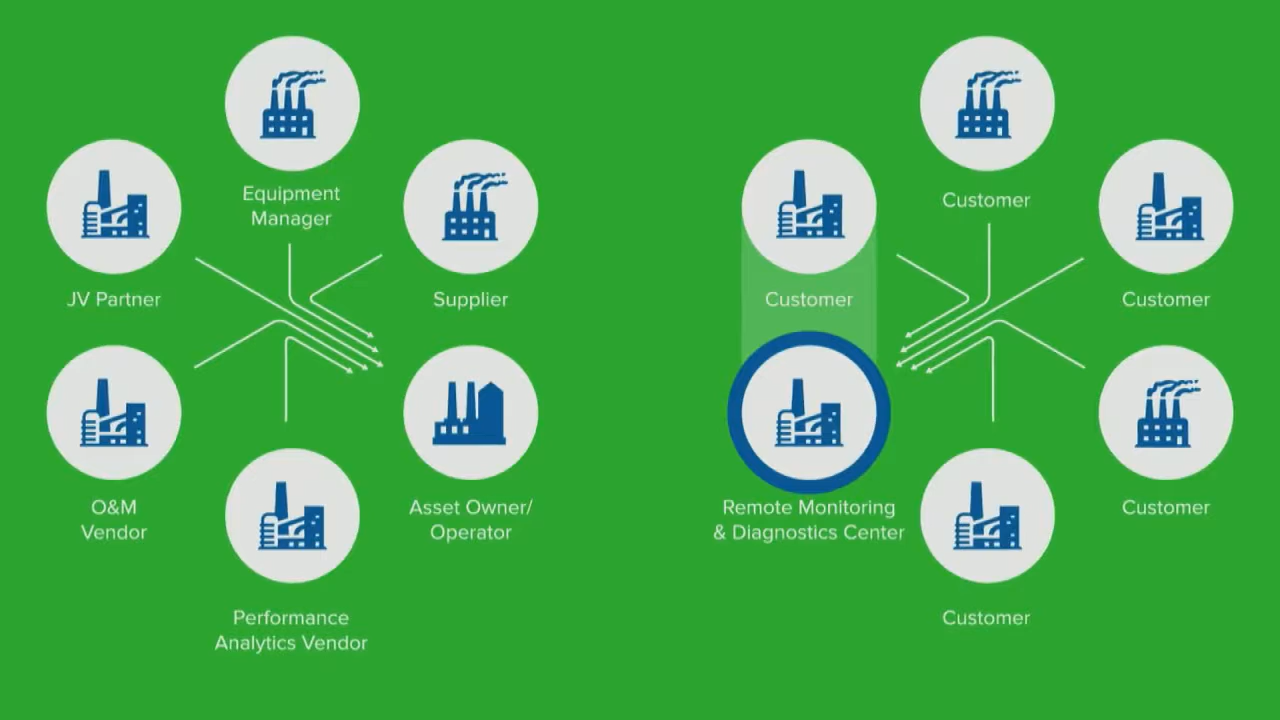 Equipment
Manager
JV Partner
Supplier
O&M
Vendor
Asset Owner/
Operator
Performance
Analytics Vendor
Customer
Customer
Customer
Remote Monitoring
& Diagnostics Center
Customer
Customer